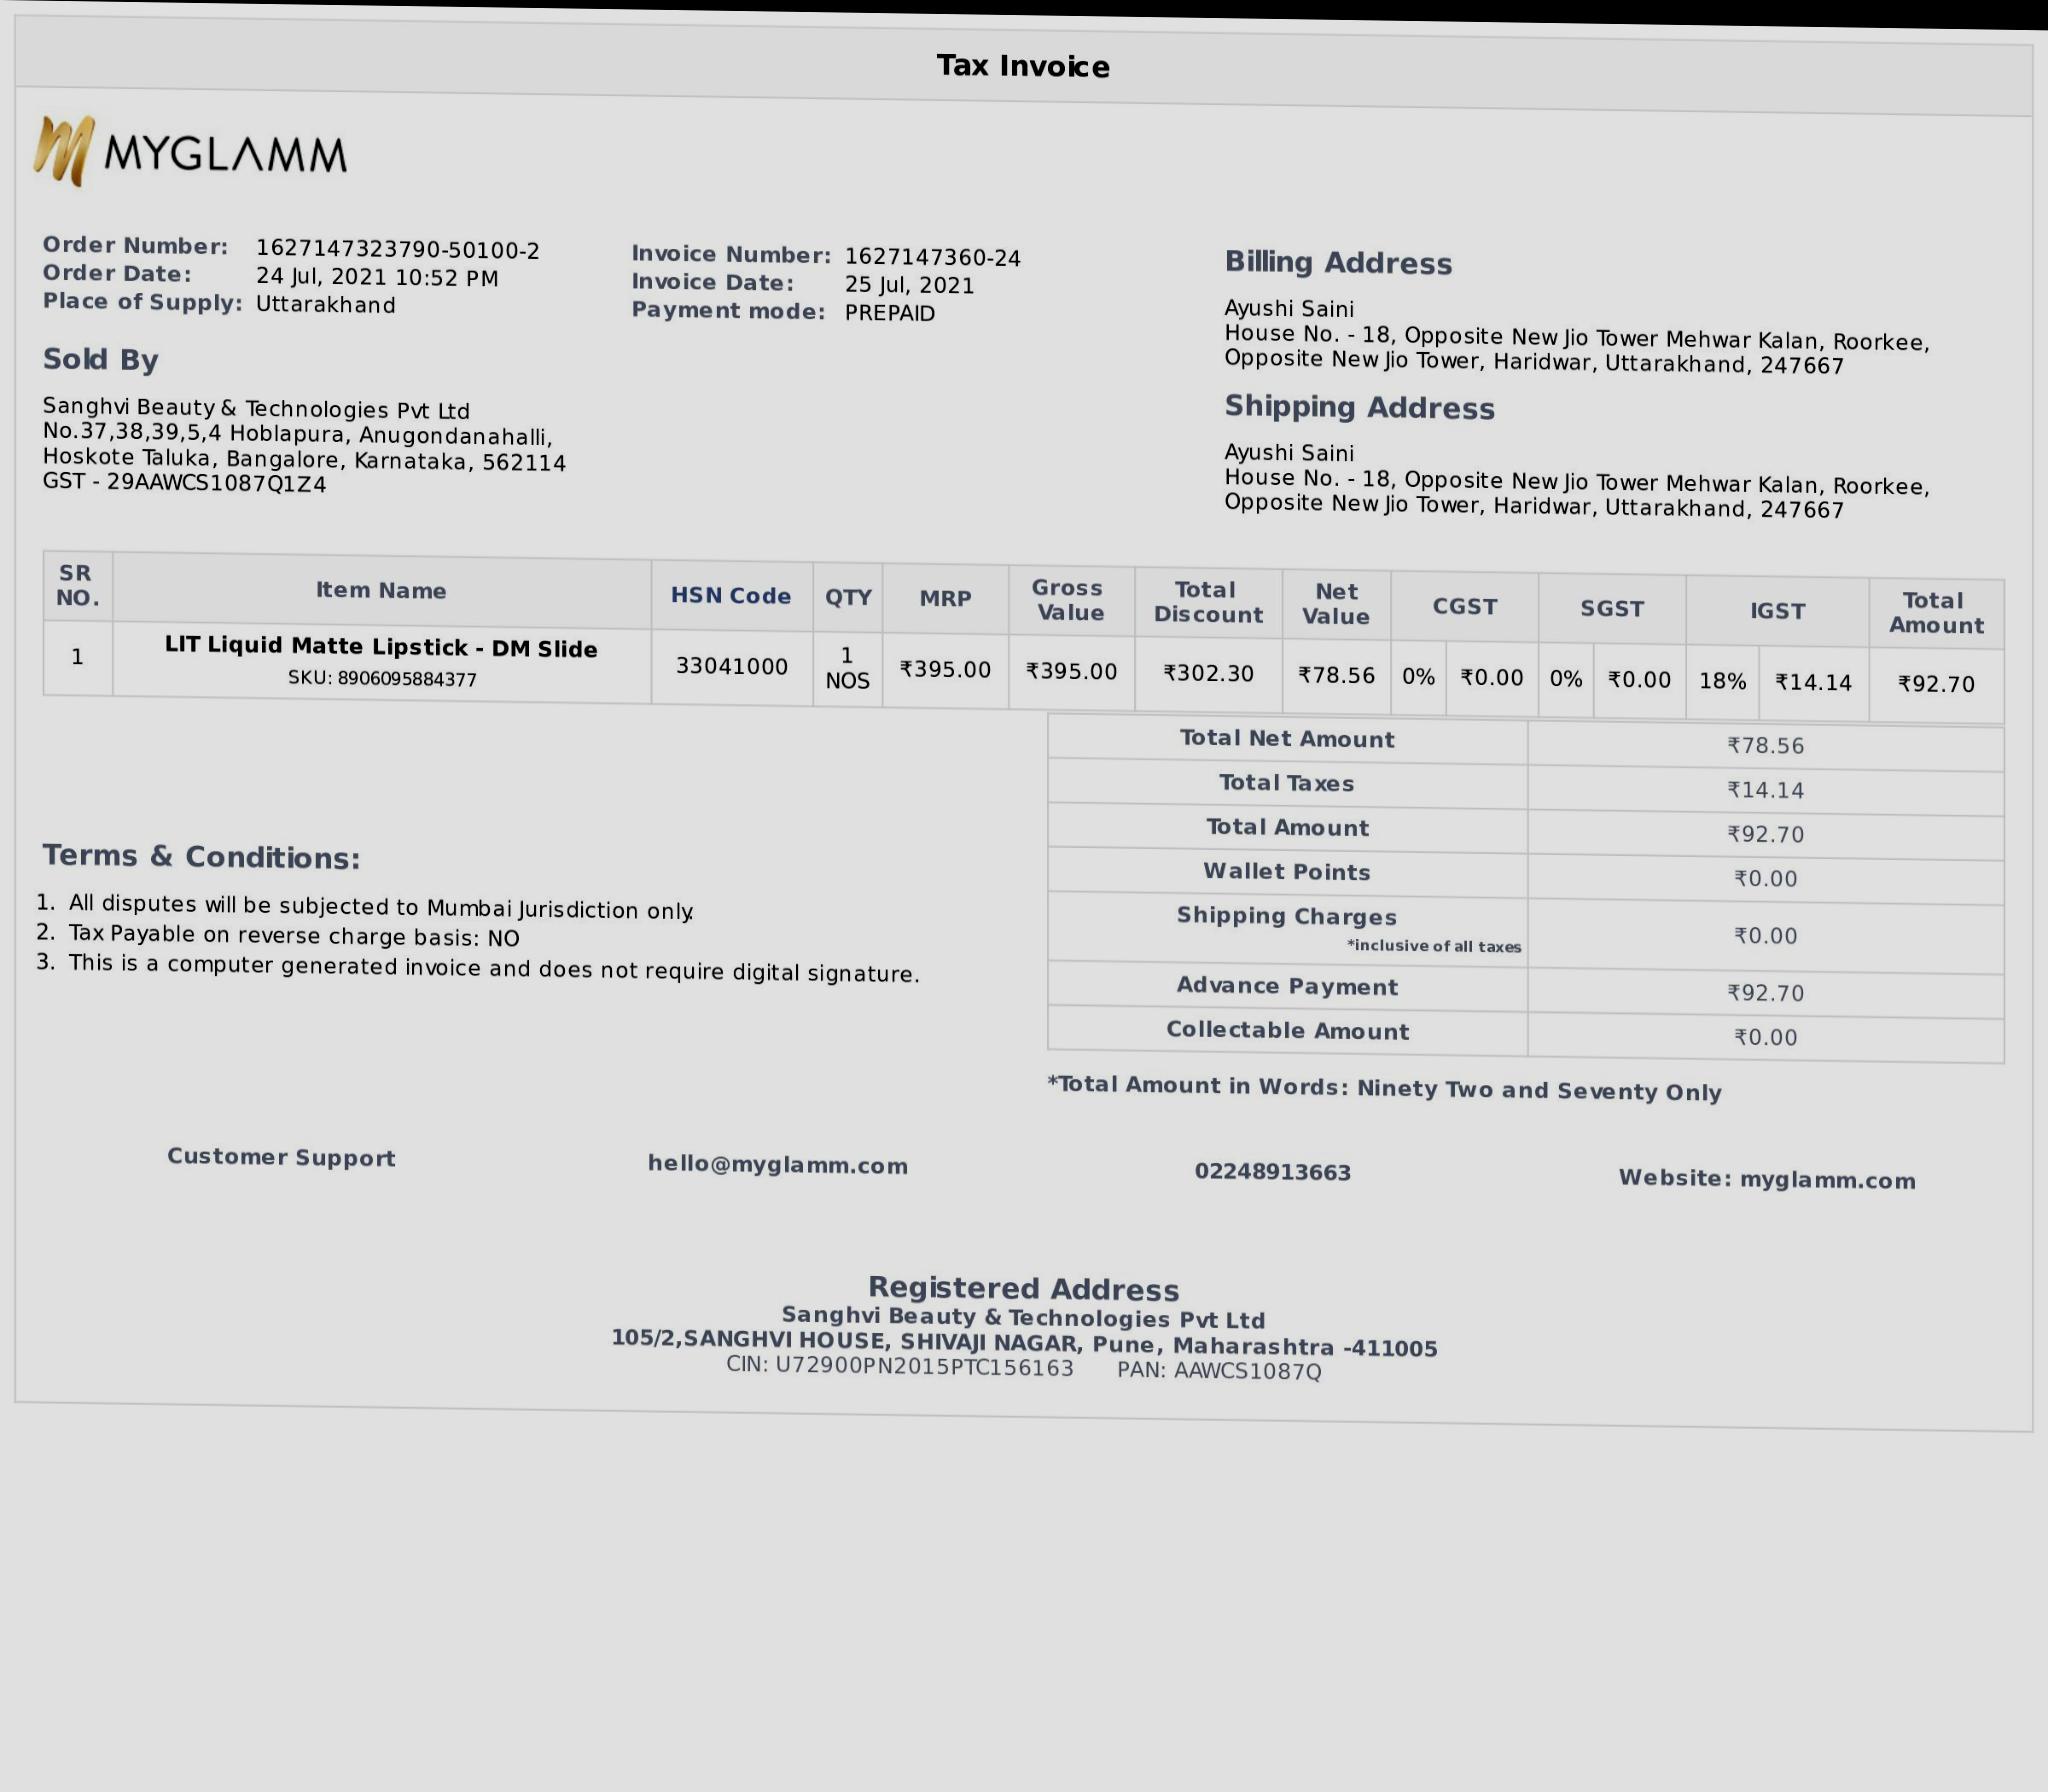 Tax Invoice
MYGLAMM
Order Number: 1627147323790-50100-2
Order Date: 24 Jul, 2021 10:52 PM
Place of Supply: Uttarakhand
Invoice Number: 1627147360-24
Invoice Date: 25 Jul, 2021
Payment mode: PREPAID
Sold By
Sanghvi Beauty & Technologies Pvt Ltd
No.37,38,39,5,4 Hoblapura, Anugondanahalli,
Hoskote Taluka, Bangalore, Karnataka, 562114
GST - 29AAWCS1087Q1Z4
Billing Address
Ayushi Saini
House No. - 18, Opposite New Jio Tower Mehwar Kalan, Roorkee,
Opposite New Jio Tower, Haridwar, Uttarakhand, 247667
Shipping Address
Ayushi Saini
House No. - 18, Opposite New Jio Tower Mehwar Kalan, Roorkee,
Opposite New Jio Tower, Haridwar, Uttarakhand, 247667
SR NO. Item Name HSN Code QTY MRP Gross Value Total Discount Net Value CGST SGST IGST Total Amount
1 LIT Liquid Matte Lipstick - DM Slide 33041000 1 NOS ₹395.00 ₹395.00 ₹302.30 ₹78.56 0% ₹0.00 0% ₹0.00 18% ₹14.14 ₹92.70
SKU: 8906095884377
Total Net Amount ₹78.56
Total Taxes ₹14.14
Total Amount ₹92.70
Wallet Points ₹0.00
Shipping Charges ₹0.00
*inclusive of all taxes
Advance Payment ₹92.70
Collectable Amount ₹0.00
*Total Amount in Words: Ninety Two and Seventy Only
Terms & Conditions:
1. All disputes will be subjected to Mumbai Jurisdiction only.
2. Tax Payable on reverse charge basis: NO
3. This is a computer generated invoice and does not require digital signature.
Customer Support hello@myglamm.com 02248913663 Website: myglamm.com
Registered Address
Sanghvi Beauty & Technologies Pvt Ltd
105/2,SANGHVI HOUSE, SHIVAJI NAGAR, Pune, Maharashtra -411005
CIN: U72900PN2015PTC156163 PAN: AAWCS1087Q